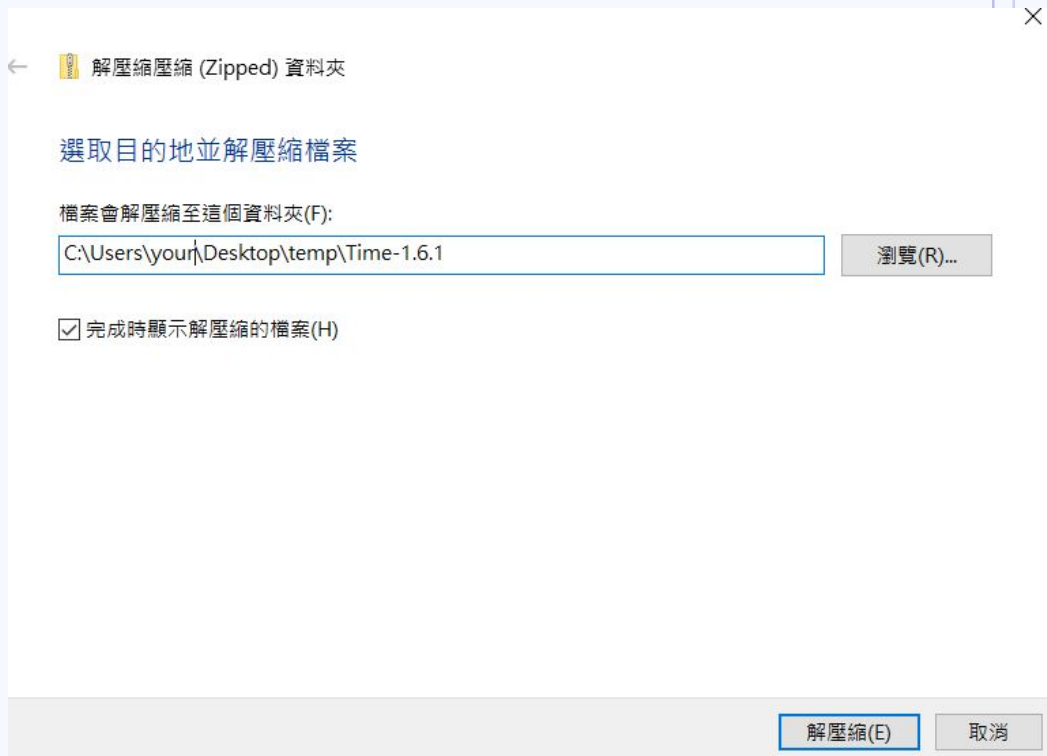 解壓縮壓縮 (Zipped) 資料夾
選取目的地並解壓縮檔案
檔案會解壓縮至這個資料夾(F):
C:\Users\your\Desktop\temp\Time-1.6.1
瀏覽(R)...
完成時顯示解壓縮的檔案(H)
解壓縮(E)
取消